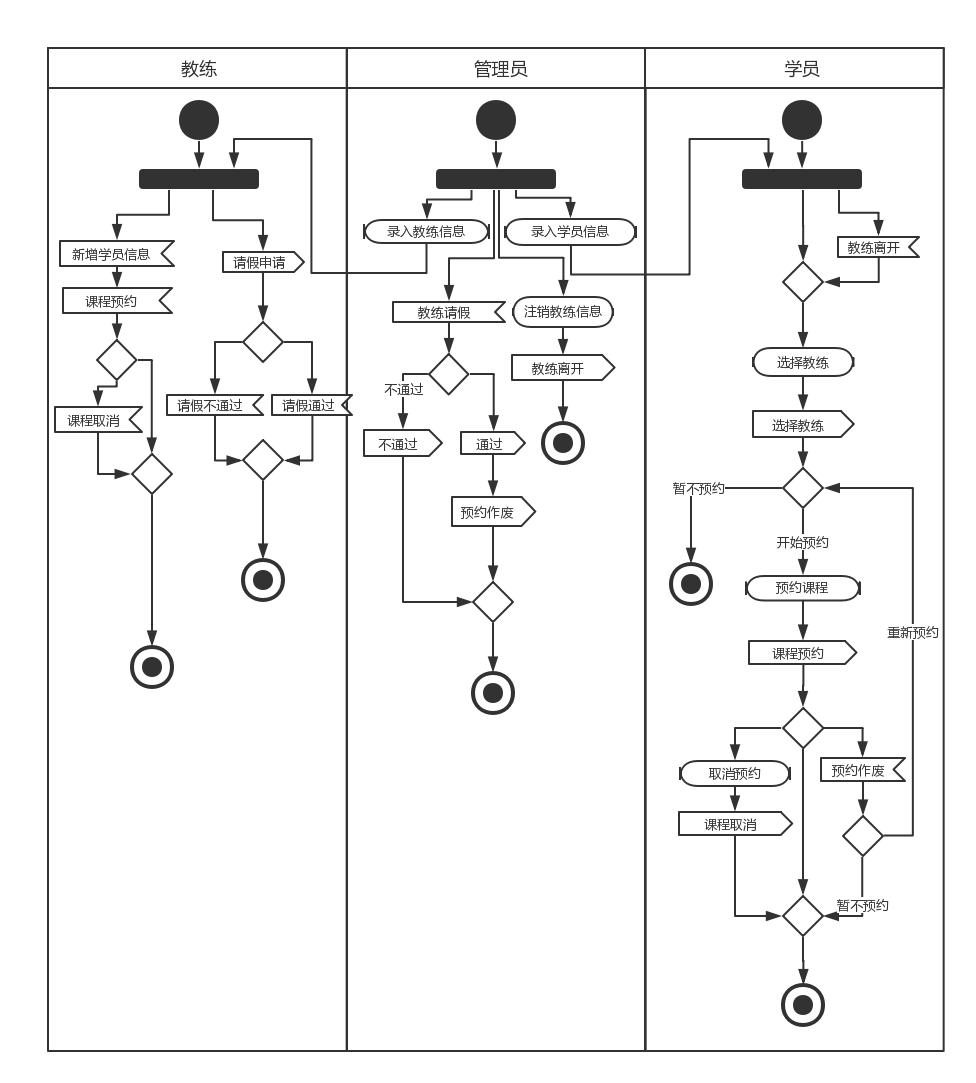 教练
管理员
学员
新增学员信息
请假申请
课程预约
课程取消
请假不通过
请假通过
录入教练信息
录入学员信息
教练请假
注销教练信息
教练离开
不通过
不通过
通过
预约作废
教练离开
选择教练
选择教练
暂不预约
开始预约
预约课程
重新预约
课程预约
取消预约
预约作废
课程取消
暂不预约